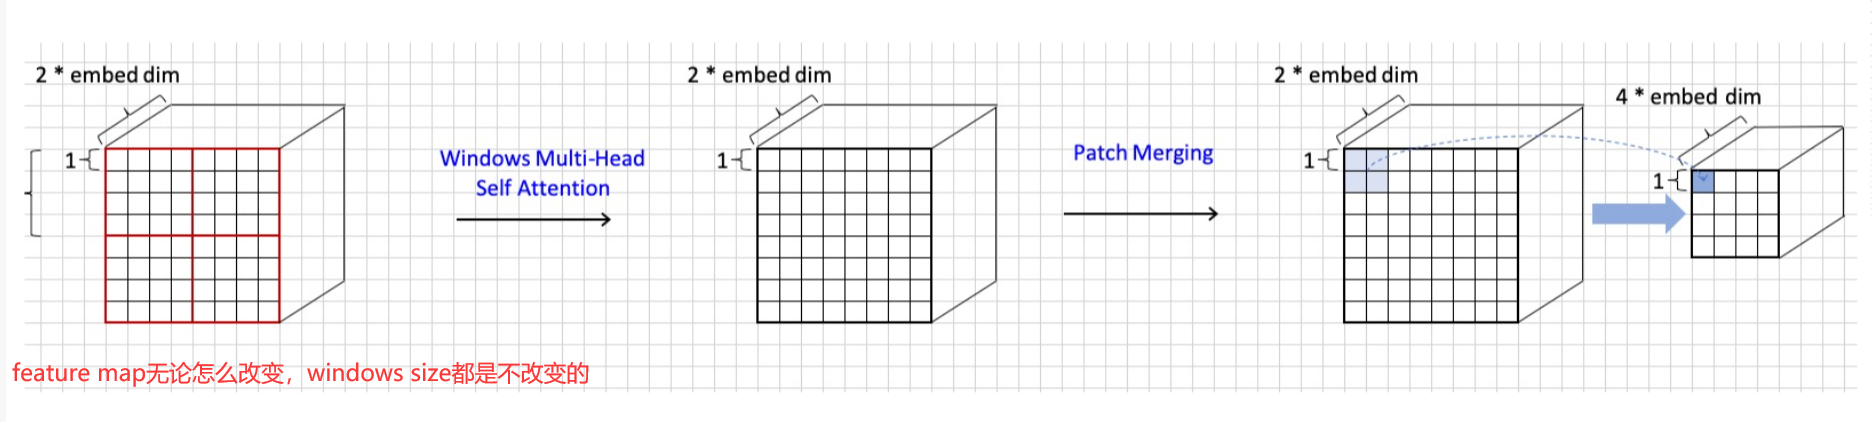 2 * embed dim
1
Windows Multi-Head
Self Attention
2 * embed dim
1
Patch Merging
2 * embed dim
1
4 * embed dim
1
feature map无论怎么改变，windows size都是不改变的